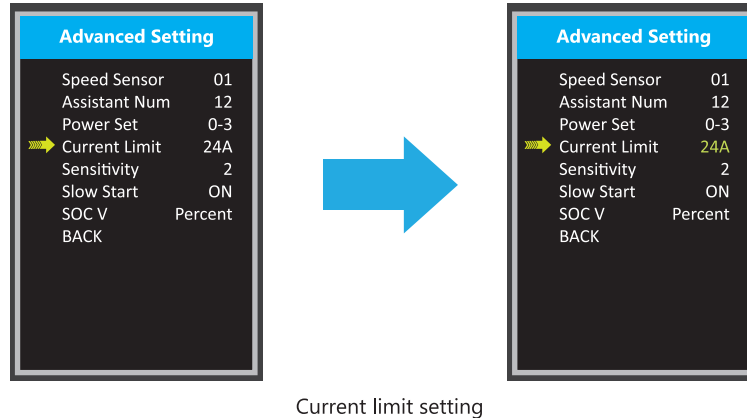 Advanced Setting
Speed Sensor 01
Assistant Num 12
Power Set 0-3
Current Limit 24A
Sensitivity 2
Slow Start ON
SOC V Percent
BACK
Advanced Setting
Speed Sensor 01
Assistant Num 12
Power Set 0-3
Current Limit 24A
Sensitivity 2
Slow Start ON
SOC V Percent
BACK
Current limit setting